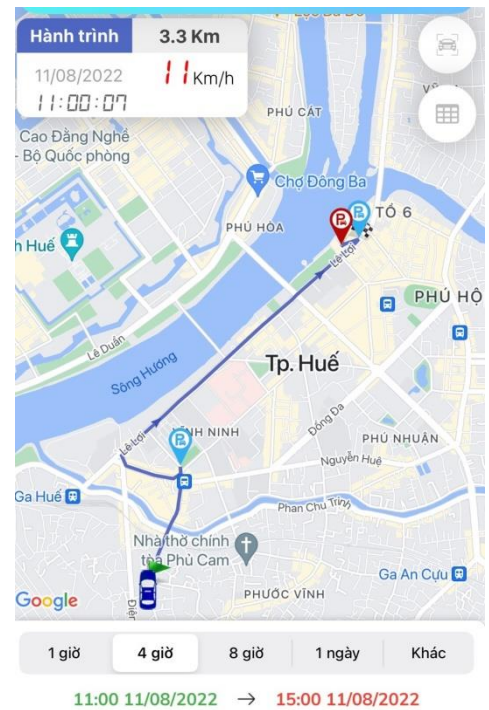 Hành trình 3.3 Km
11/08/2022 11 Km/h
11:00:07
PHÚ CÁT
Cao Đẳng Nghề
- Bộ Quốc phòng
Chợ Đông Ba
TỔ 6
PHÚ HÒA
h Huế
Lê Lợi
PHÚ HỘ
Lê Duẩn
Tp. Huế
Sông Hương
Đống Đa
Lê Lợi
VĨNH NINH
PHÚ NHUẬN
Nguyễn Huệ
Ga Huế
Phan Chu Trinh
Nhà thờ chính
tòa Phủ Cam
Ga An Cựu
PHƯỚC VĨNH
Google
Điện
1 giờ 4 giờ 8 giờ 1 ngày Khác
11:00 11/08/2022 → 15:00 11/08/2022